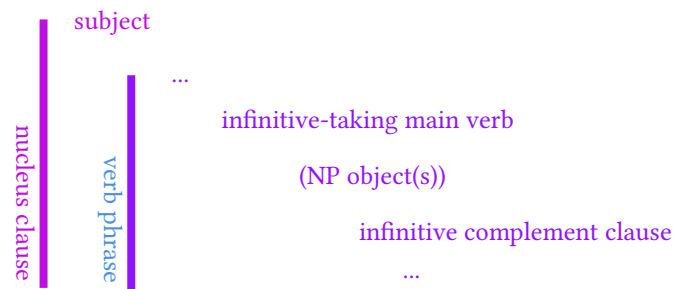 subject
...
infinitive-taking main verb
(NP object(s))
infinitive complement clause
...
nucleus clause
verb phrase